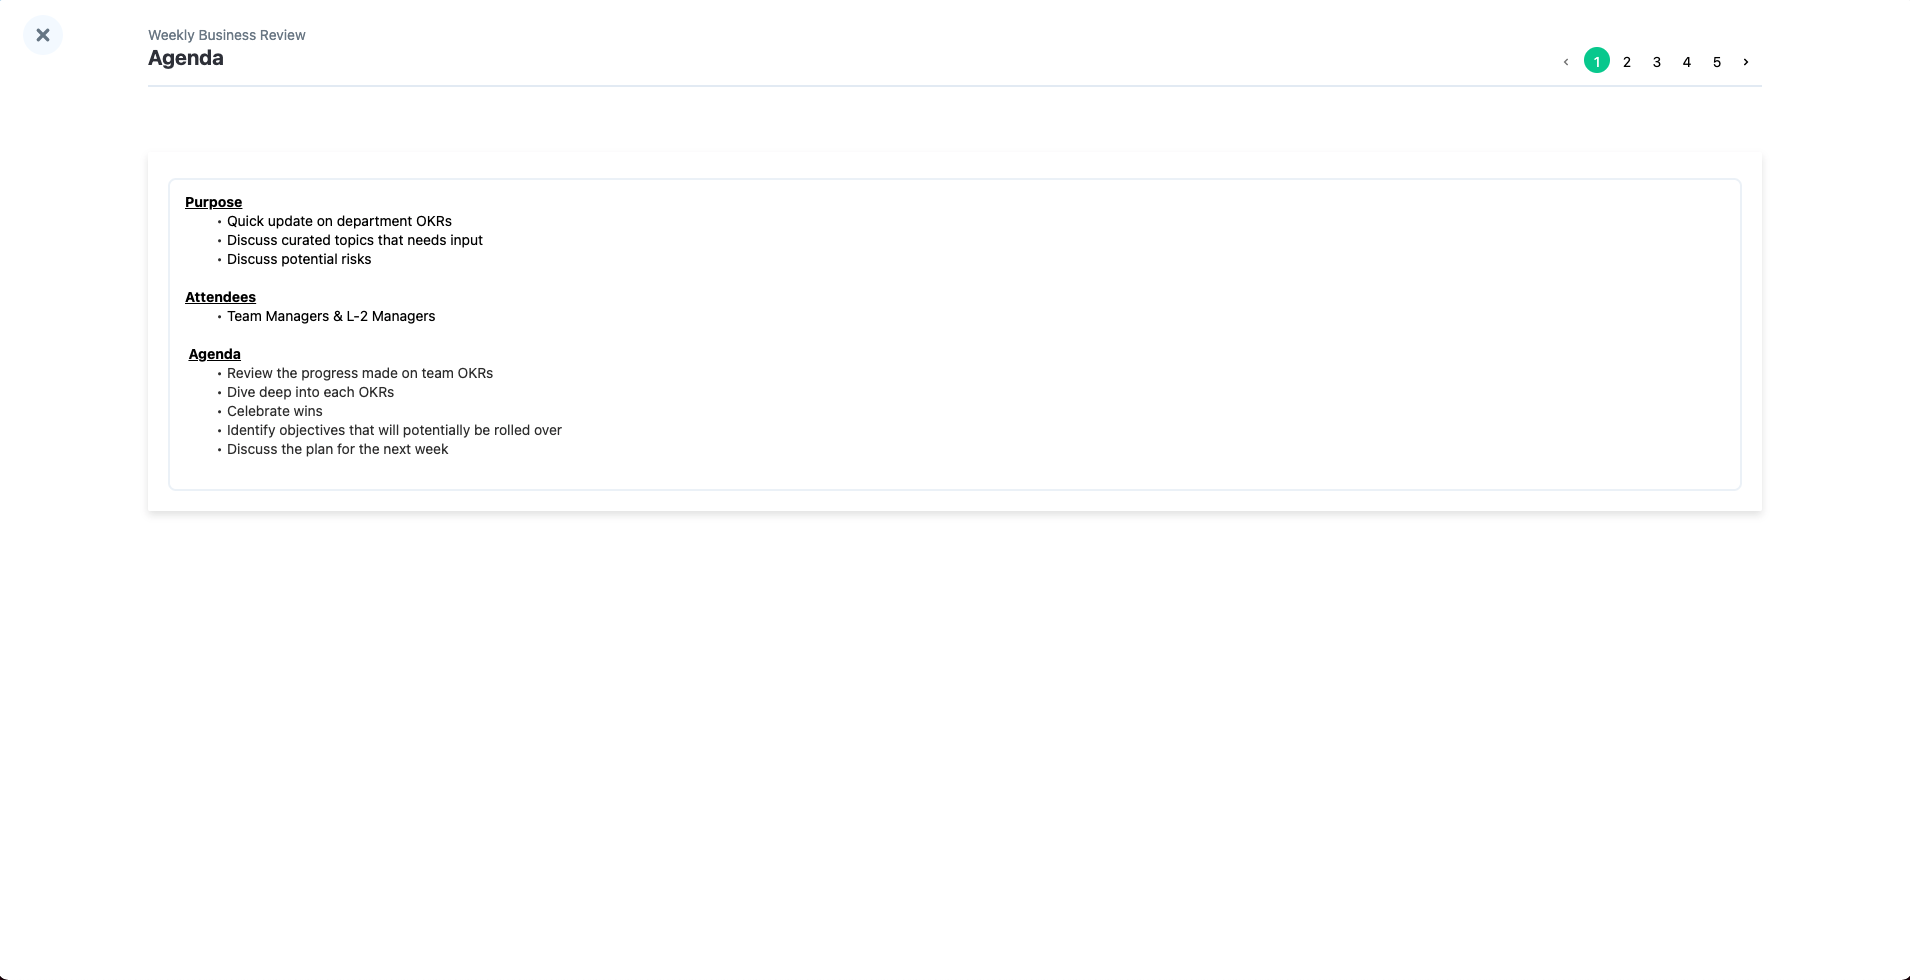 Weekly Business Review
Agenda
‹ 1 2 3 4 5 ›
Purpose
• Quick update on department OKRs
• Discuss curated topics that needs input
• Discuss potential risks
Attendees
• Team Managers & L-2 Managers
Agenda
• Review the progress made on team OKRs
• Dive deep into each OKRs
• Celebrate wins
• Identify objectives that will potentially be rolled over
• Discuss the plan for the next week